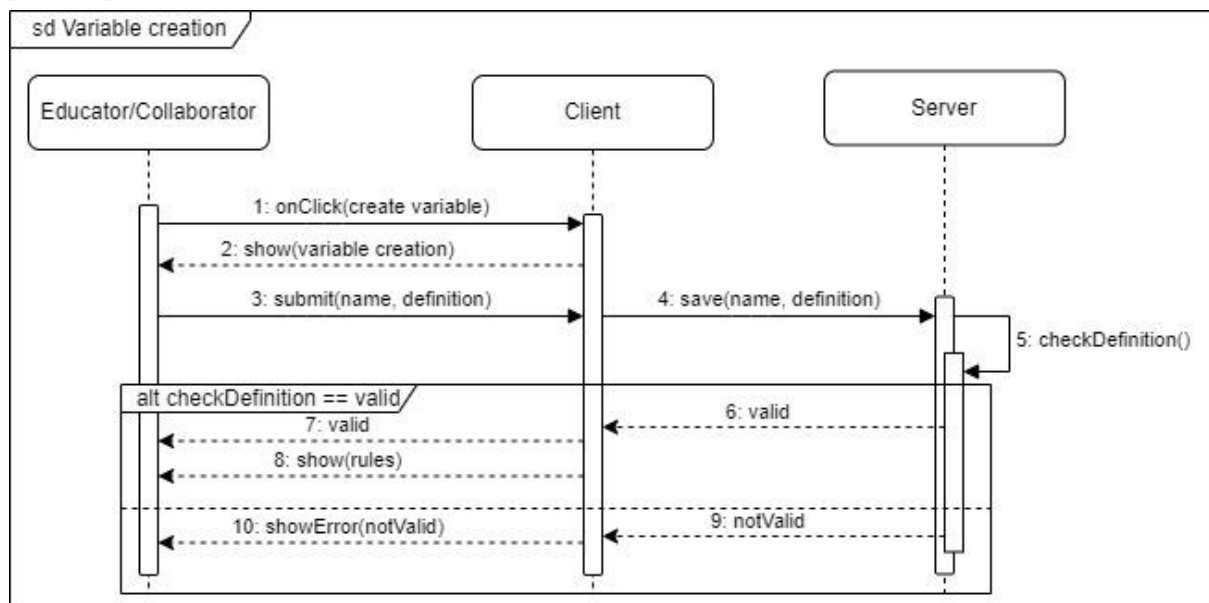 sd Variable creation
Educator/Collaborator
Client
Server
1: onClick(create variable)
2: show(variable creation)
3: submit(name, definition)
4: save(name, definition)
5: checkDefinition()
alt checkDefinition == valid
6: valid
7: valid
8: show(rules)
9: notValid
10: showError(notValid)